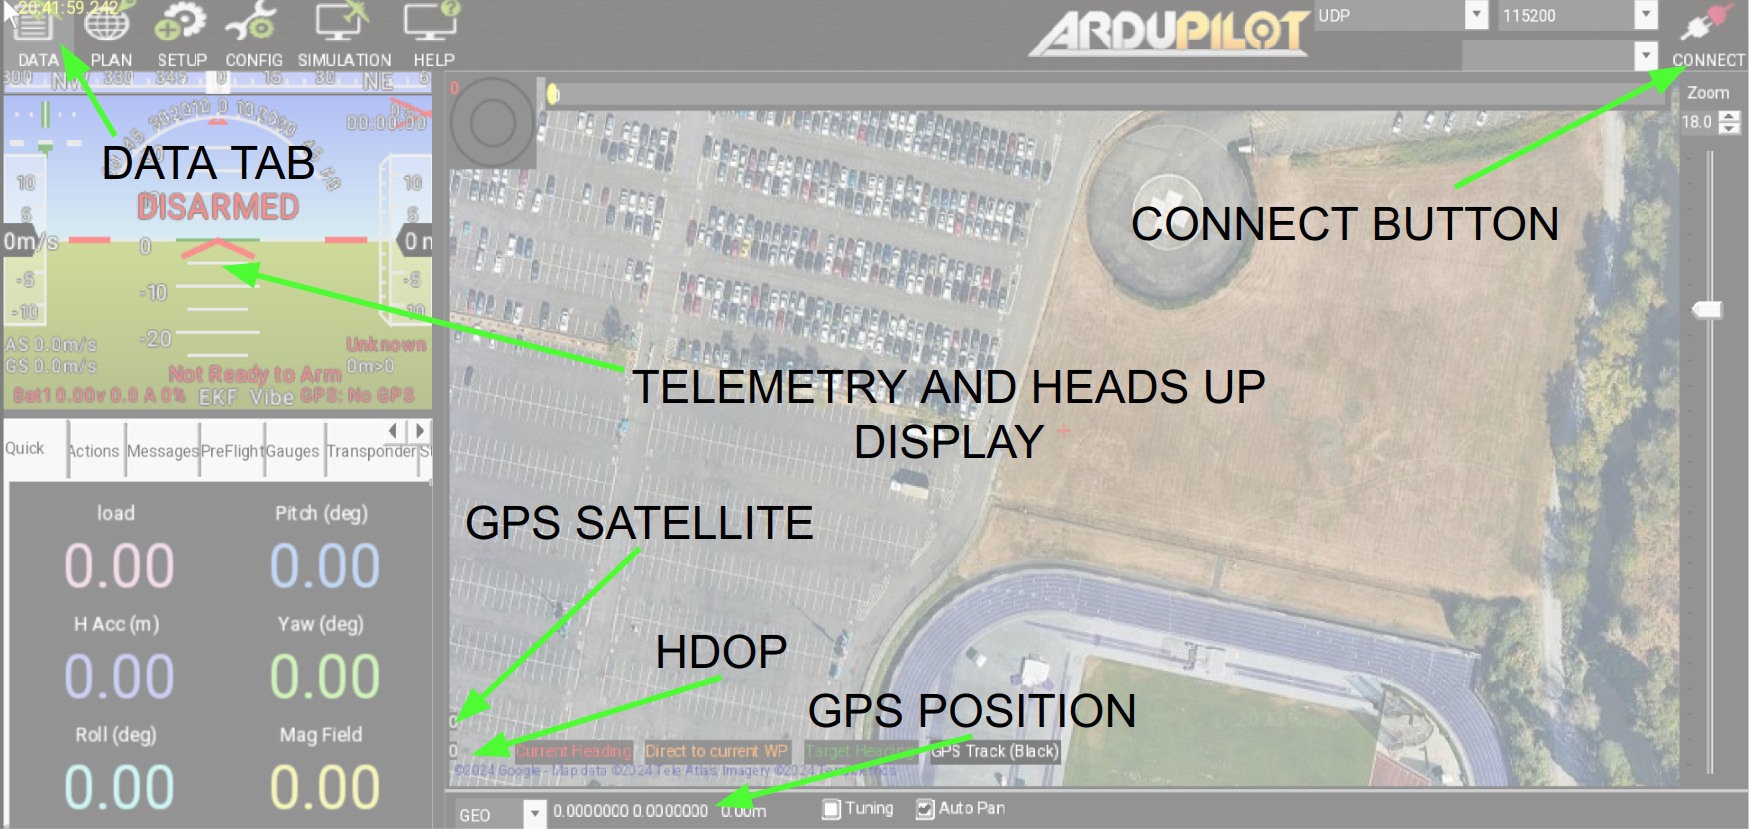 20:41:59.242
DATA PLAN SETUP CONFIG SIMULATION HELP
ARDUPILOT
UDP 115200
CONNECT
330 345 0 15 30 NE
00:00:00
Zoom
18.0
DATA TAB
DISARMED
CONNECT BUTTON
10 10
5 5
0m/s 0
0
-5 -5
-10 -10 -10
-20
AS 0.0m/s Unknown
GS 0.0m/s 0m>0
Not Ready to Arm
Bat1 0.00v 0.0 A 0% EKF Vibe GPS: No GPS
TELEMETRY AND HEADS UP
DISPLAY
Quick Actions Messages PreFlight Gauges Transponder
load Pitch (deg)
0.00 0.00
H Acc (m) Yaw (deg)
0.00 0.00
Roll (deg) Mag Field
0.00 0.00
GPS SATELLITE
HDOP
GPS POSITION
0
0
Current Heading Direct to current WP Target Heading GPS Track (Black)
©2024 Google - Map data ©2024 Tele Atlas, Imagery ©2024 TerraMetrics
GEO 0.0000000 0.0000000 0.00m Tuning Auto Pan